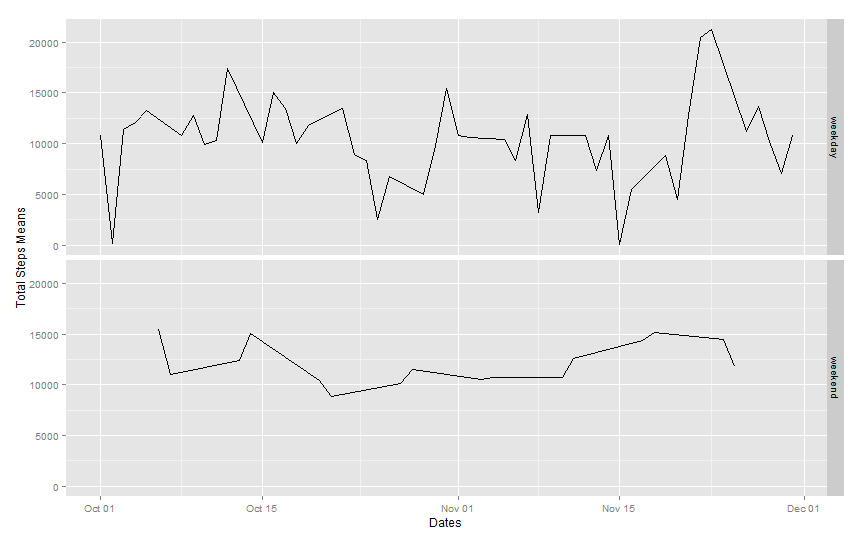 20000
15000
10000
5000
0
weekday
Total Steps Means
20000
15000
10000
5000
0
weekend
Oct 01
Oct 15
Nov 01
Nov 15
Dec 01
Dates